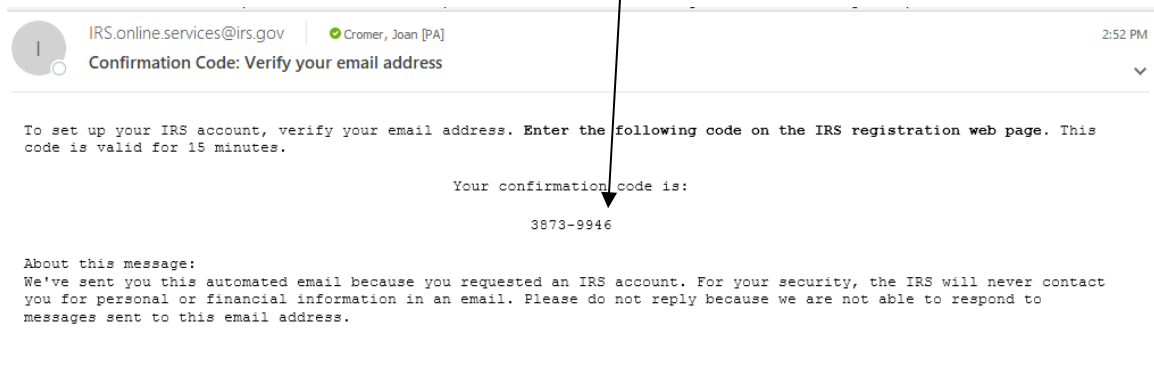 IRS.online.services@irs.gov Cromer, Joan [PA] 2:52 PM
I
Confirmation Code: Verify your email address
To set up your IRS account, verify your email address. Enter the following code on the IRS registration web page. This
code is valid for 15 minutes.
Your confirmation code is:
3873-9946
About this message:
We've sent you this automated email because you requested an IRS account. For your security, the IRS will never contact
you for personal or financial information in an email. Please do not reply because we are not able to respond to
messages sent to this email address.